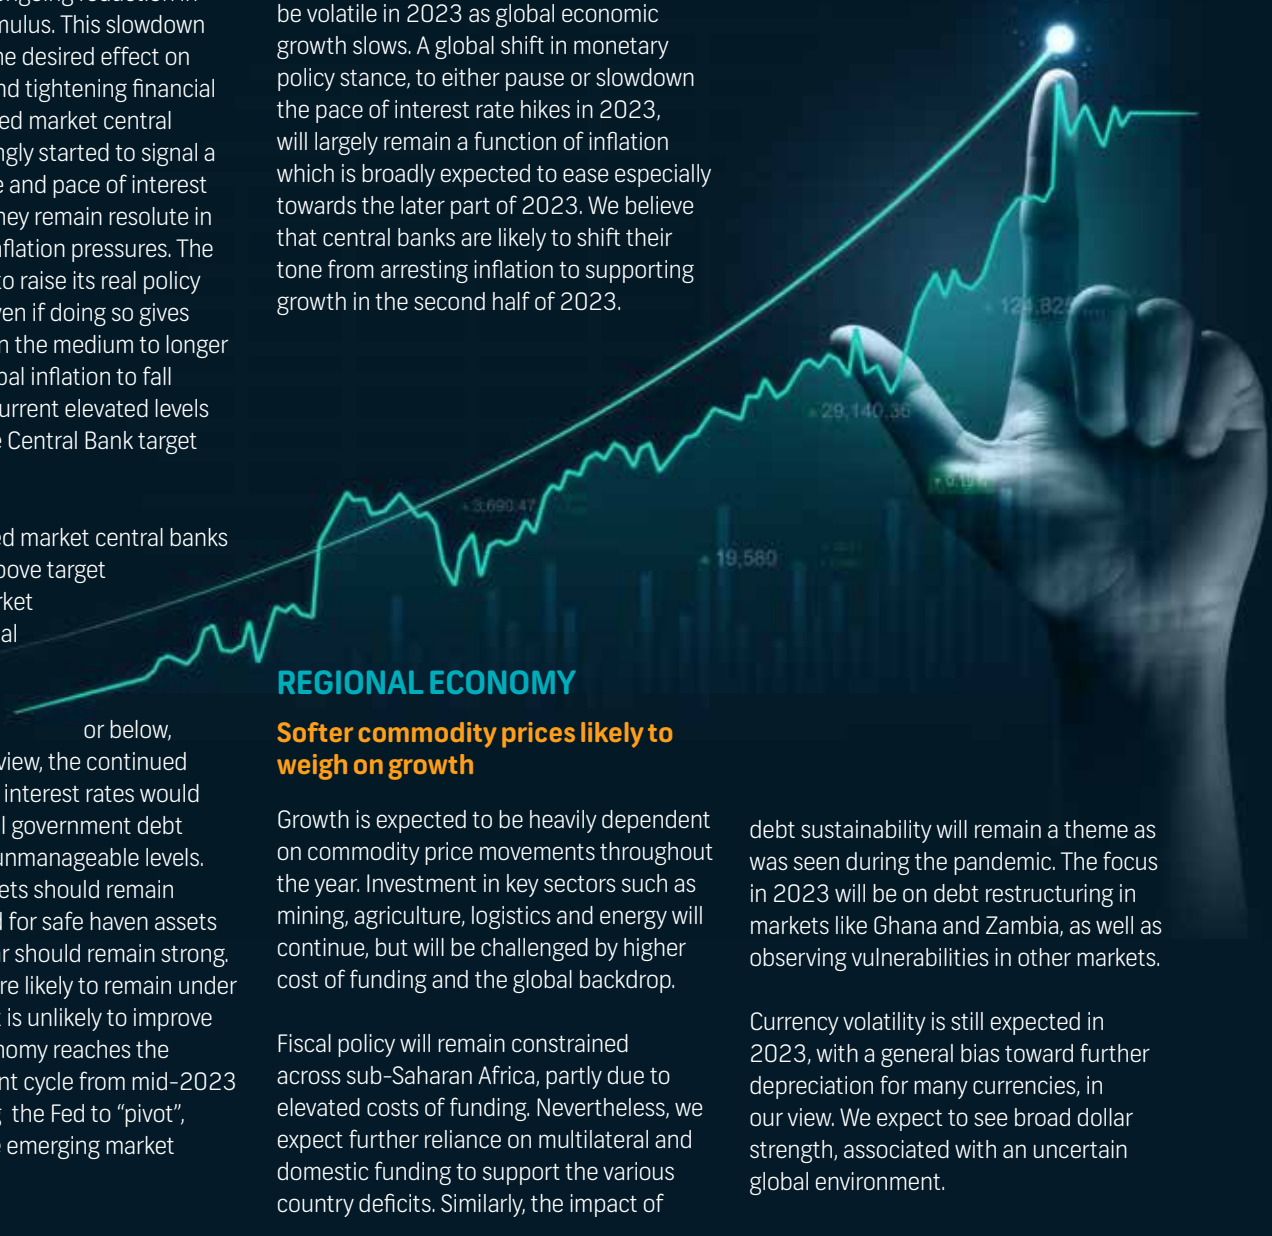 ngoing reduction in
mulus. This slowdown
he desired effect on
nd tightening financial
ed market central
ngly started to signal a
e and pace of interest
hey remain resolute in
nflation pressures. The
to raise its real policy
ven if doing so gives
n the medium to longer
bal inflation to fall
urrent elevated levels
e Central Bank target
ed market central banks
bove target
rket
al
or below,
view, the continued
interest rates would
l government debt
unmanageable levels.
ets should remain
d for safe haven assets
ar should remain strong.
re likely to remain under
t is unlikely to improve
nomy reaches the
nt cycle from mid-2023
g the Fed to “pivot”,
e emerging market
be volatile in 2023 as global economic
growth slows. A global shift in monetary
policy stance, to either pause or slowdown
the pace of interest rate hikes in 2023,
will largely remain a function of inflation
which is broadly expected to ease especially
towards the later part of 2023. We believe
that central banks are likely to shift their
tone from arresting inflation to supporting
growth in the second half of 2023.
124,825
29,140.36
3,690.47
19,580
REGIONAL ECONOMY
Softer commodity prices likely to
weigh on growth
Growth is expected to be heavily dependent
on commodity price movements throughout
the year. Investment in key sectors such as
mining, agriculture, logistics and energy will
continue, but will be challenged by higher
cost of funding and the global backdrop.
Fiscal policy will remain constrained
across sub-Saharan Africa, partly due to
elevated costs of funding. Nevertheless, we
expect further reliance on multilateral and
domestic funding to support the various
country deficits. Similarly, the impact of
debt sustainability will remain a theme as
was seen during the pandemic. The focus
in 2023 will be on debt restructuring in
markets like Ghana and Zambia, as well as
observing vulnerabilities in other markets.
Currency volatility is still expected in
2023, with a general bias toward further
depreciation for many currencies, in
our view. We expect to see broad dollar
strength, associated with an uncertain
global environment.